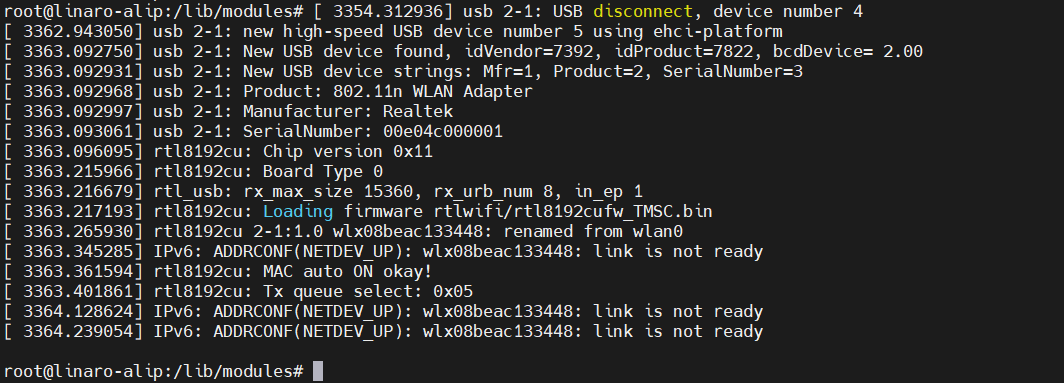 root@linaro-alip:/lib/modules# [ 3354.312936] usb 2-1: USB disconnect, device number 4
[ 3362.943050] usb 2-1: new high-speed USB device number 5 using ehci-platform
[ 3363.092750] usb 2-1: New USB device found, idVendor=7392, idProduct=7822, bcdDevice= 2.00
[ 3363.092931] usb 2-1: New USB device strings: Mfr=1, Product=2, SerialNumber=3
[ 3363.092968] usb 2-1: Product: 802.11n WLAN Adapter
[ 3363.092997] usb 2-1: Manufacturer: Realtek
[ 3363.093061] usb 2-1: SerialNumber: 00e04c000001
[ 3363.096095] rtl8192cu: Chip version 0x11
[ 3363.215966] rtl8192cu: Board Type 0
[ 3363.216679] rtl_usb: rx_max_size 15360, rx_urb_num 8, in_ep 1
[ 3363.217193] rtl8192cu: Loading firmware rtlwifi/rtl8192cufw_TMSC.bin
[ 3363.265930] rtl8192cu 2-1:1.0 wlx08beac133448: renamed from wlan0
[ 3363.345285] IPv6: ADDRCONF(NETDEV_UP): wlx08beac133448: link is not ready
[ 3363.361594] rtl8192cu: MAC auto ON okay!
[ 3363.401861] rtl8192cu: Tx queue select: 0x05
[ 3364.128624] IPv6: ADDRCONF(NETDEV_UP): wlx08beac133448: link is not ready
[ 3364.239054] IPv6: ADDRCONF(NETDEV_UP): wlx08beac133448: link is not ready
root@linaro-alip:/lib/modules#